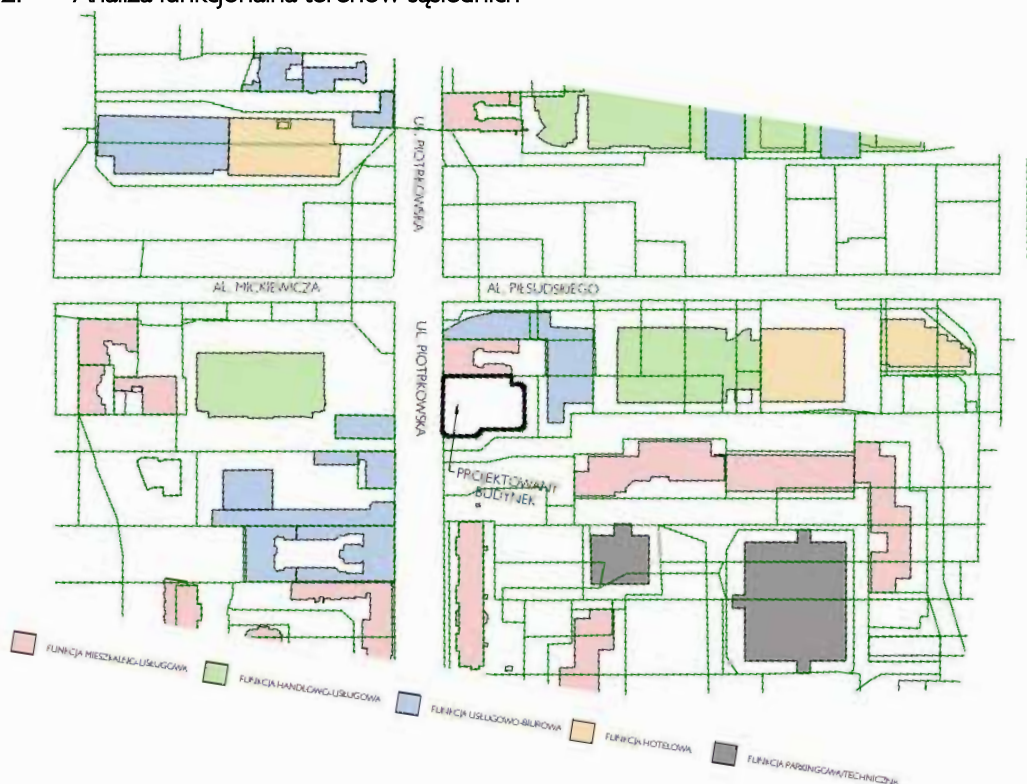 2. Analiza funkcjonalna terenów sąsiednich
UL. PIOTRKOWSKA
AL. MICKIEWICZA
AL. PIŁSUDSKIEGO
UL. PIOTRKOWSKA
PROJEKTOWANY
BUDYNEK
FUNKCJA MIESZKALNO-USŁUGOWA
FUNKCJA HANDLOWO-USŁUGOWA
FUNKCJA USŁUGOWO-BIUROWA
FUNKCJA HOTELOWA
FUNKCJA PARKINGOWA/TECHNICZNA